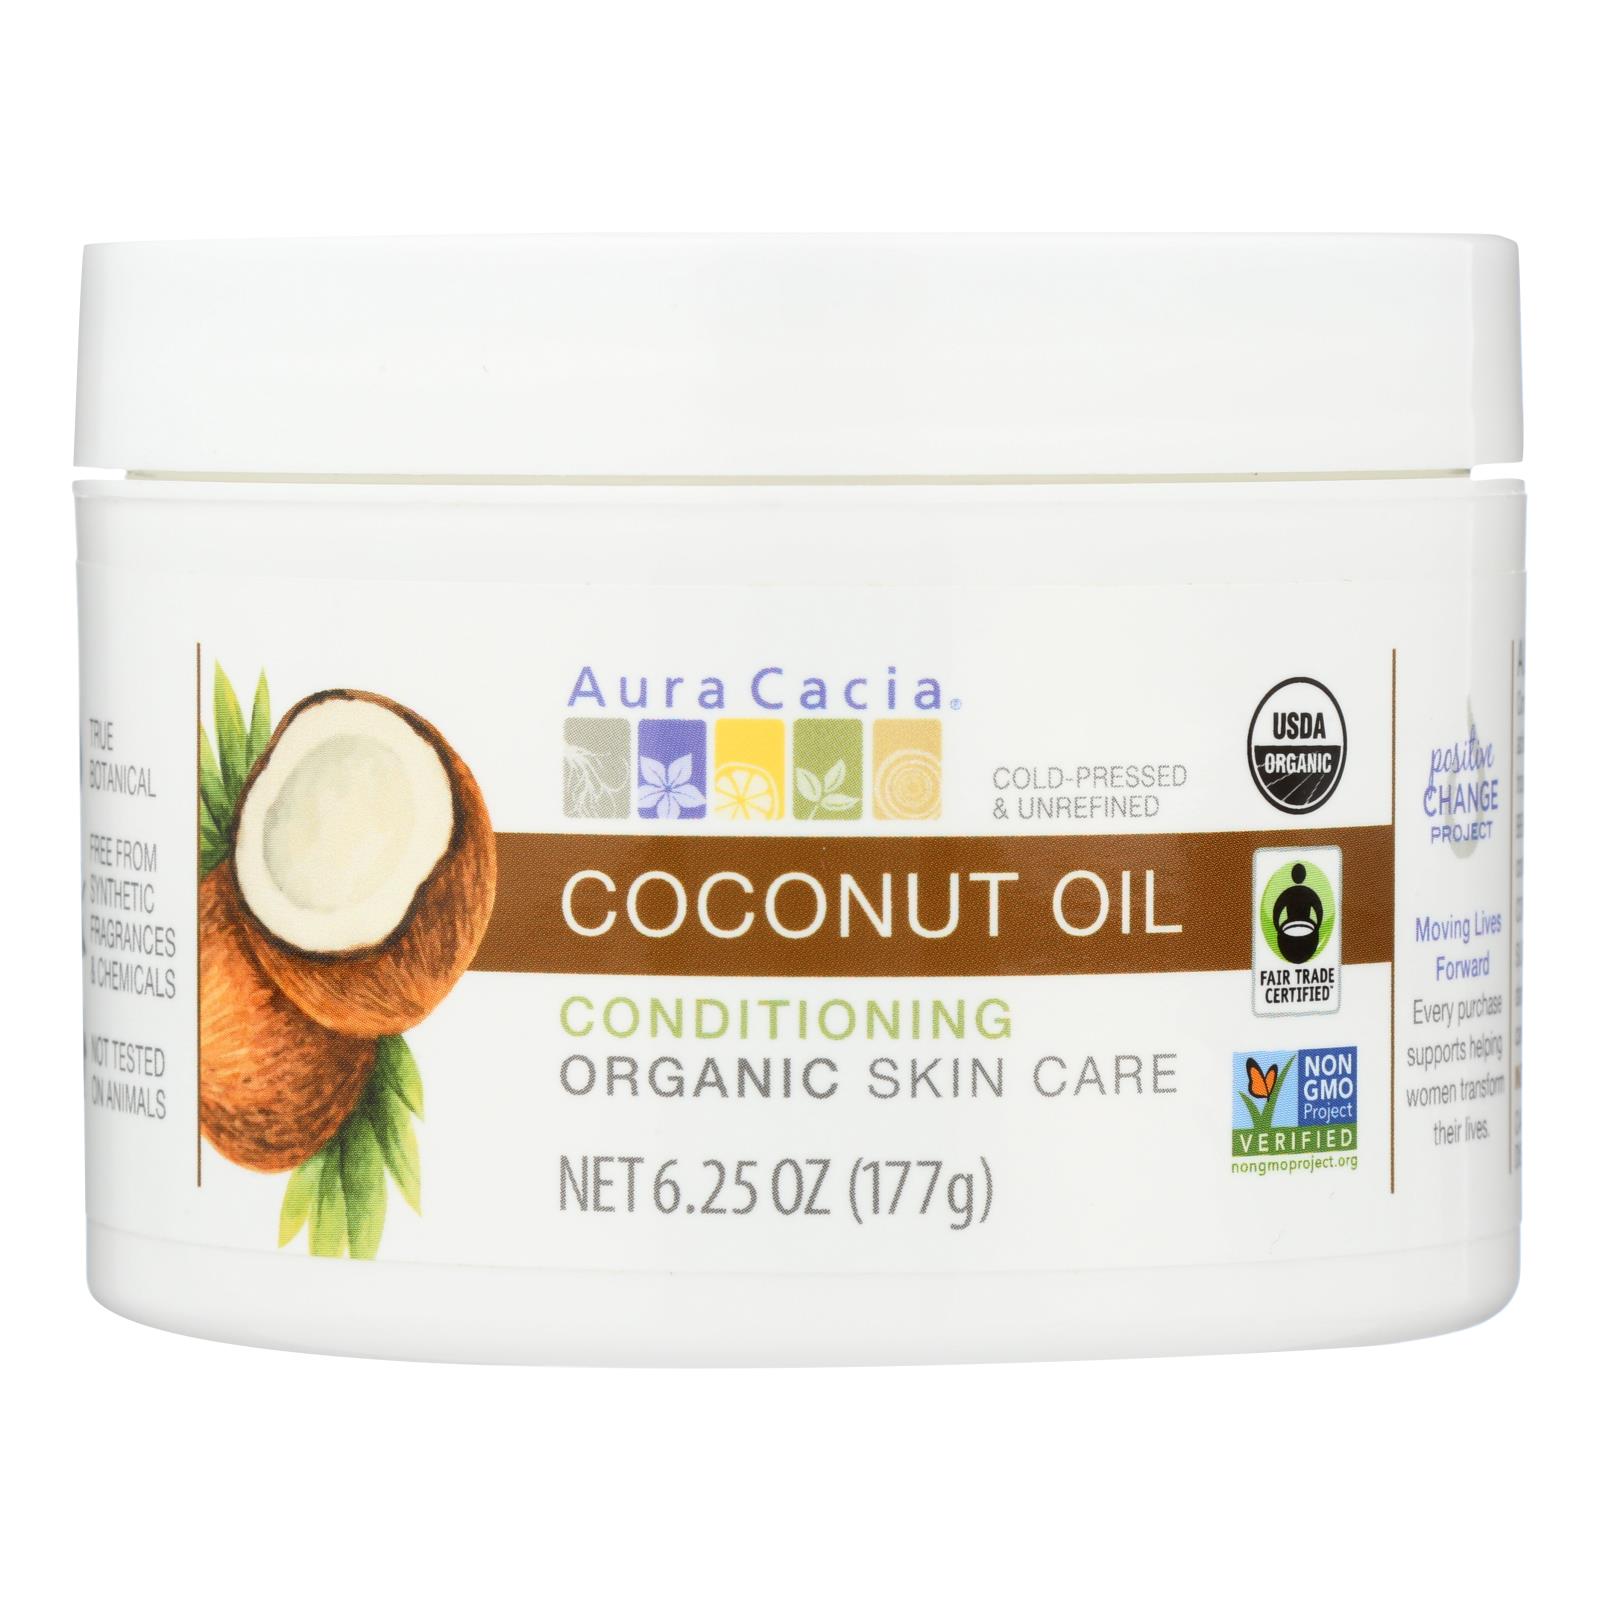 TRUE
BOTANICAL
FREE FROM
SYNTHETIC
FRAGRANCES
& CHEMICALS
NOT TESTED
ON ANIMALS
Aura Cacia®
COLD-PRESSED
& UNREFINED
COCONUT OIL
CONDITIONING
ORGANIC SKIN CARE
NET 6.25 OZ (177g)
USDA
ORGANIC
FAIR TRADE
CERTIFIED™
NON
GMO
Project
VERIFIED
nongmoproject.org
positive
CHANGE
PROJECT
Moving Lives
Forward
Every purchase
supports helping
women transform
their lives.